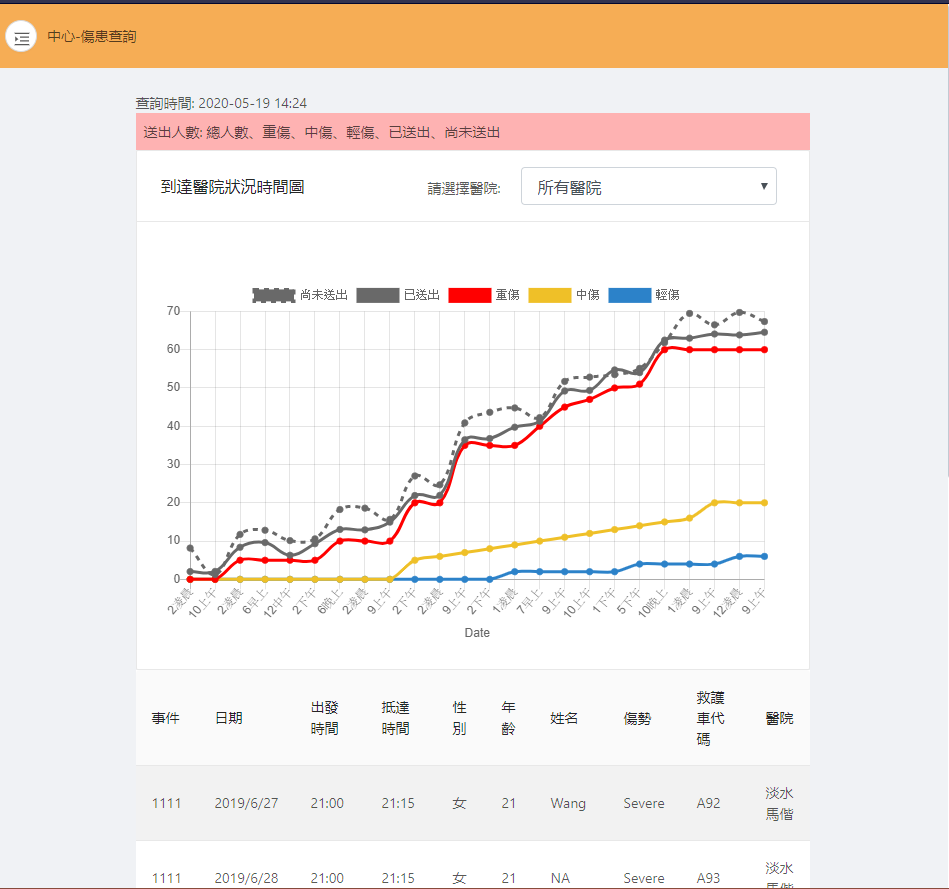 中心-傷患查詢
查詢時間: 2020-05-19 14:24
送出人數: 總人數、重傷、中傷、輕傷、已送出、尚未送出
到達醫院狀況時間圖 請選擇醫院: 所有醫院
尚未送出 已送出 重傷 中傷 輕傷
70
60
50
40
30
20
10
0
2凌晨 10上午 2凌晨 6早上 12中午 2下午 6晚上 2凌晨 9上午 2下午 2凌晨 9上午 2下午 1凌晨 7早上 9上午 10上午 1下午 5下午 10晚上 1凌晨 9上午 12凌晨 9上午
Date
事件 日期 出發時間 抵達時間 性別 年齡 姓名 傷勢 救護車代碼 醫院
1111 2019/6/27 21:00 21:15 女 21 Wang Severe A92 淡水馬偕
1111 2019/6/28 21:00 21:15 女 21 NA Severe A93 淡水馬偕